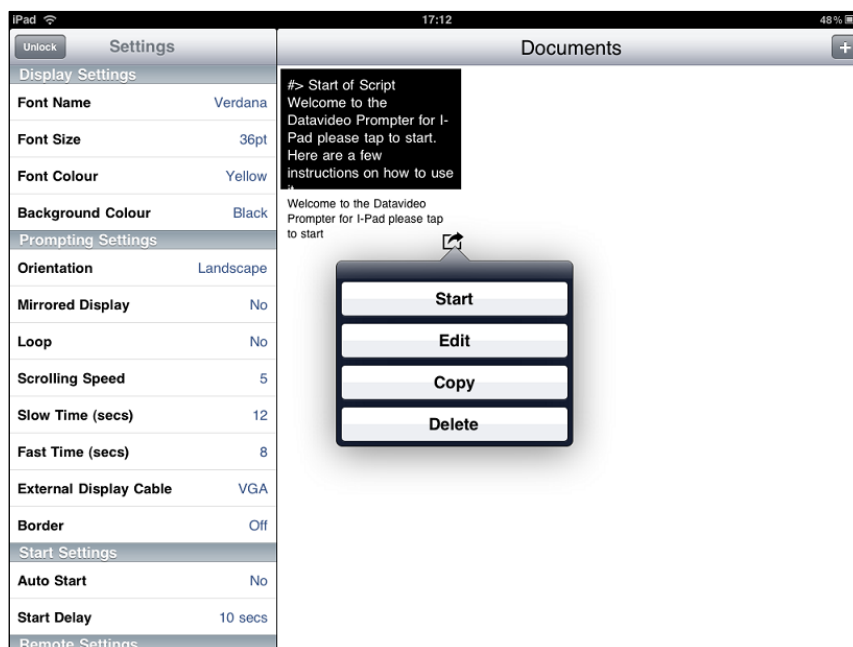 iPad 17:12 48%
Unlock Settings
Display Settings
Font Name Verdana
Font Size 36pt
Font Colour Yellow
Background Colour Black
Prompting Settings
Orientation Landscape
Mirrored Display No
Loop No
Scrolling Speed 5
Slow Time (secs) 12
Fast Time (secs) 8
External Display Cable VGA
Border Off
Start Settings
Auto Start No
Start Delay 10 secs
Remote Settings
Documents +
#> Start of Script
Welcome to the
Datavideo Prompter for I-
Pad please tap to start.
Here are a few
instructions on how to use
Welcome to the Datavideo
Prompter for I-Pad please tap
to start
Start
Edit
Copy
Delete